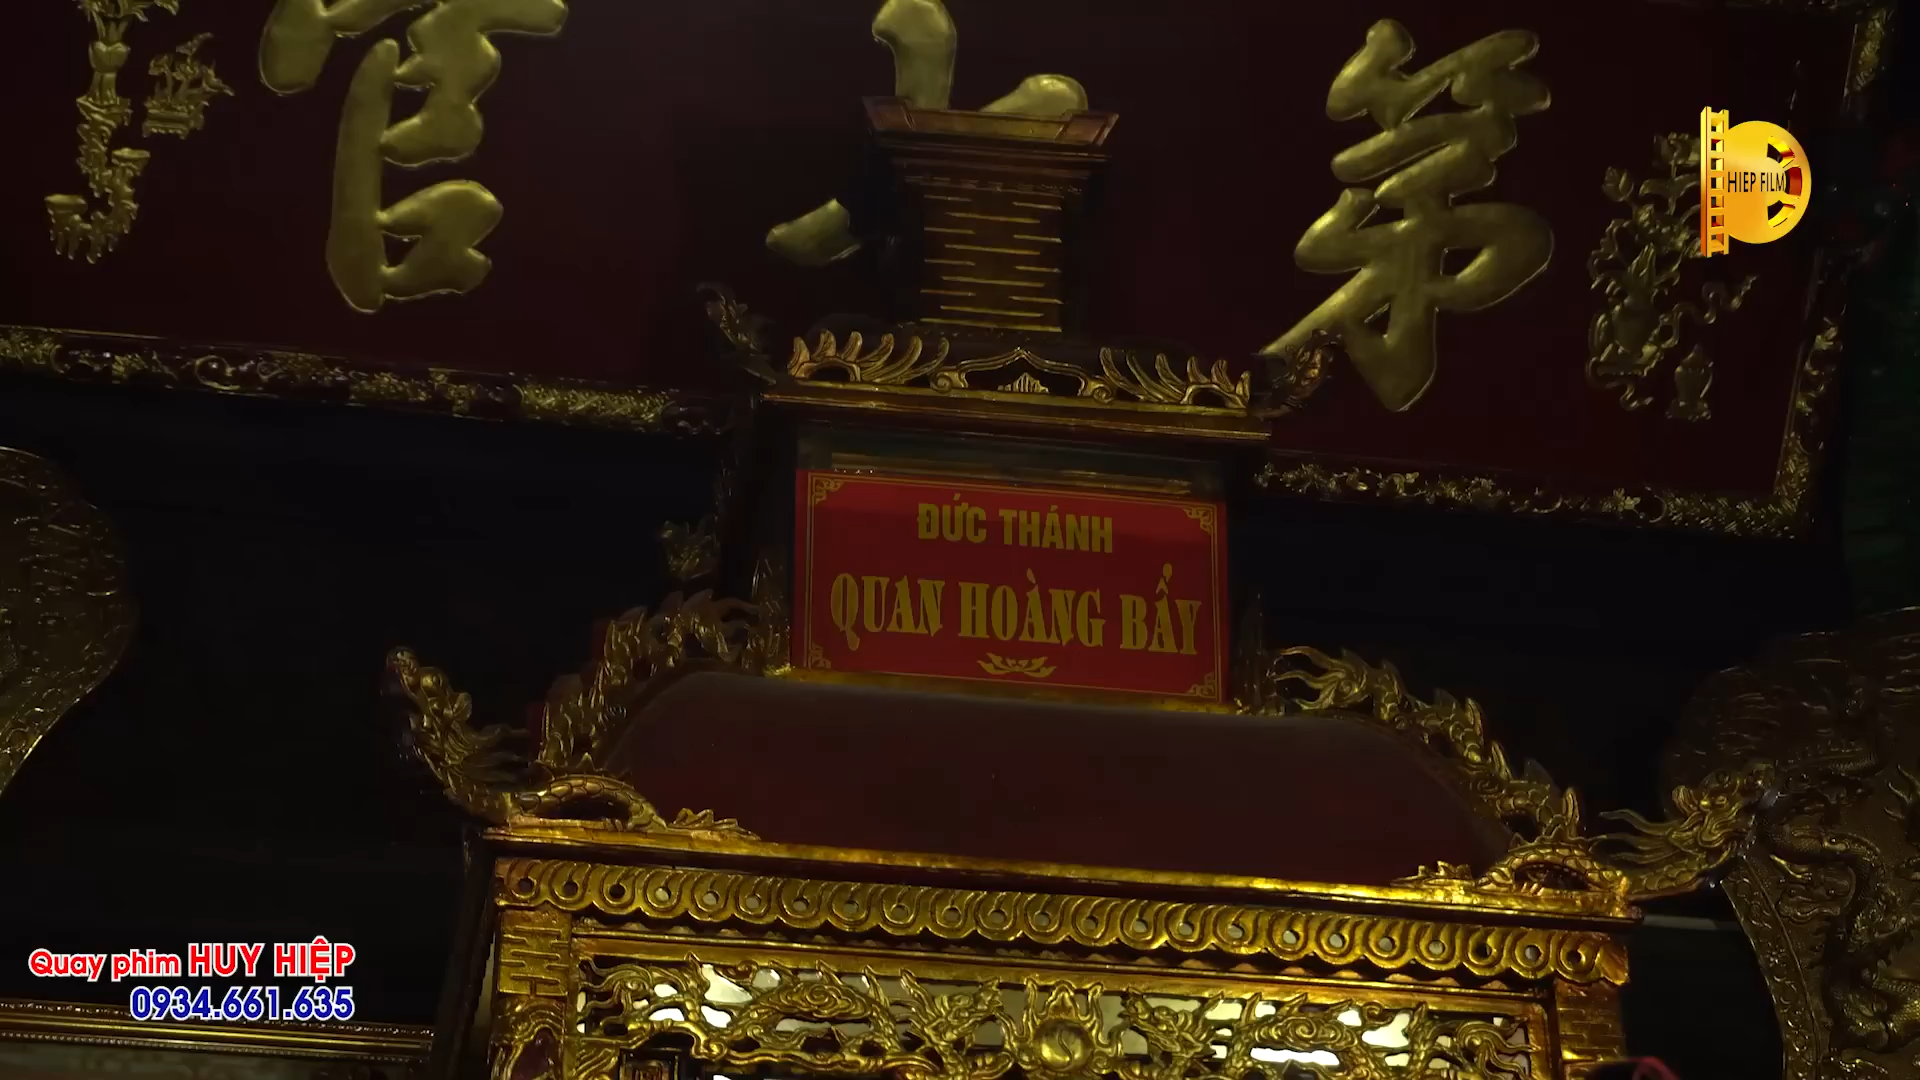 官 第
HIEP FILM
ĐỨC THÁNH
QUAN HOÀNG BẨY
Quay phim HUY HIỆP
0934.661.635